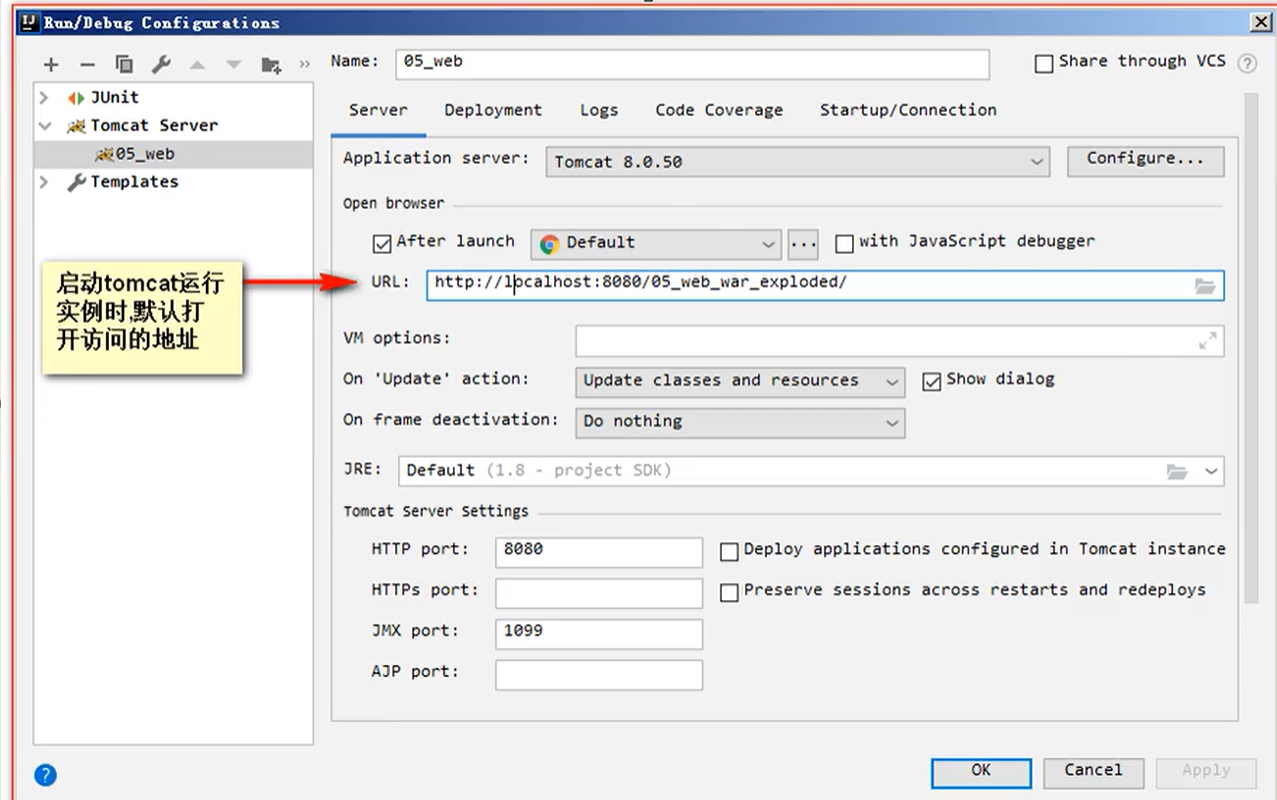 Run/Debug Configurations
Name: 05_web
Share through VCS
JUnit
Tomcat Server
05_web
Templates
Server Deployment Logs Code Coverage Startup/Connection
Application server: Tomcat 8.0.50 Configure...
Open browser
After launch Default ... with JavaScript debugger
URL: http://localhost:8080/05_web_war_exploded/
启动tomcat运行
实例时,默认打
开访问的地址
VM options:
On 'Update' action: Update classes and resources Show dialog
On frame deactivation: Do nothing
JRE: Default (1.8 - project SDK)
Tomcat Server Settings
HTTP port: 8080 Deploy applications configured in Tomcat instance
HTTPs port: Preserve sessions across restarts and redeploys
JMX port: 1099
AJP port:
OK Cancel Apply